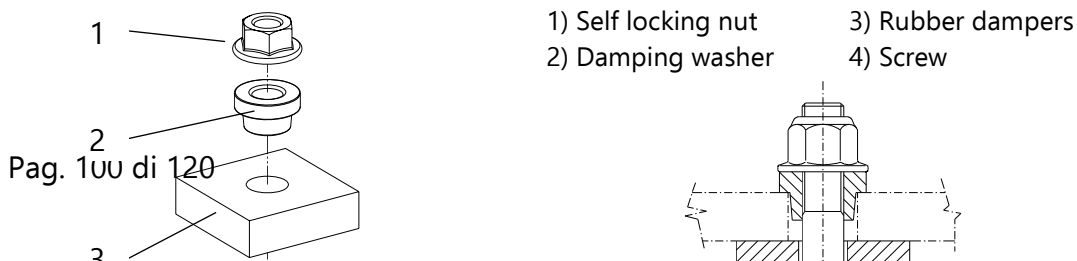 1) Self locking nut 3) Rubber dampers
2) Damping washer 4) Screw
1
2
Pag. 100 di 120
3